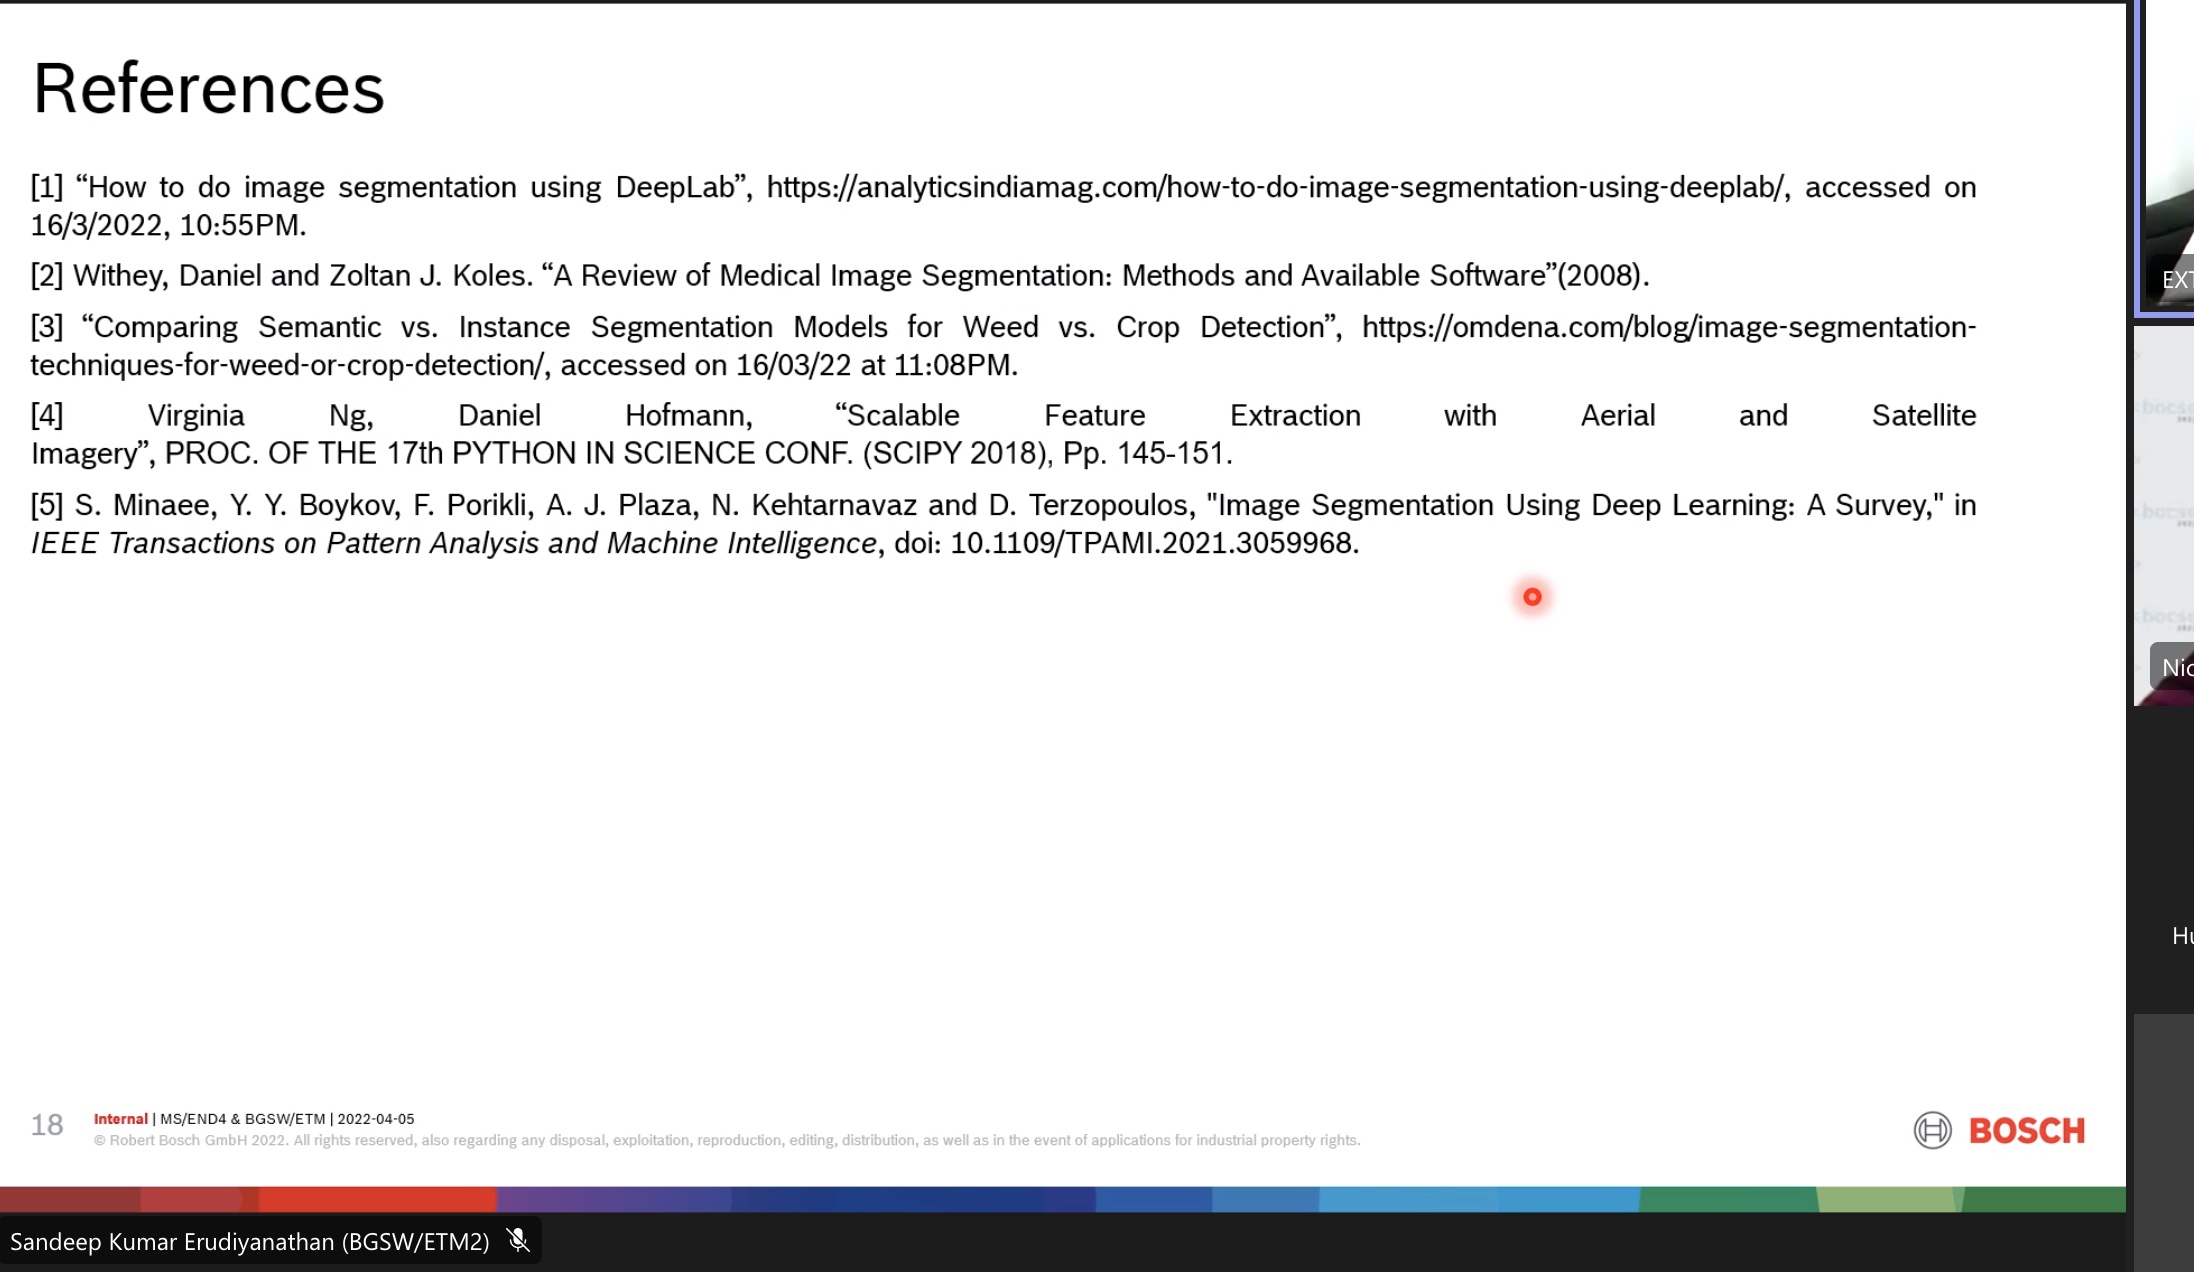 References
[1] “How to do image segmentation using DeepLab”, https://analyticsindiamag.com/how-to-do-image-segmentation-using-deeplab/, accessed on
16/3/2022, 10:55PM.
[2] Withey, Daniel and Zoltan J. Koles. “A Review of Medical Image Segmentation: Methods and Available Software”(2008).
[3] “Comparing Semantic vs. Instance Segmentation Models for Weed vs. Crop Detection”, https://omdena.com/blog/image-segmentation-
techniques-for-weed-or-crop-detection/, accessed on 16/03/22 at 11:08PM.
[4] Virginia Ng, Daniel Hofmann, “Scalable Feature Extraction with Aerial and Satellite
Imagery”, PROC. OF THE 17th PYTHON IN SCIENCE CONF. (SCIPY 2018), Pp. 145-151.
[5] S. Minaee, Y. Y. Boykov, F. Porikli, A. J. Plaza, N. Kehtarnavaz and D. Terzopoulos, "Image Segmentation Using Deep Learning: A Survey," in
IEEE Transactions on Pattern Analysis and Machine Intelligence, doi: 10.1109/TPAMI.2021.3059968.
18
Internal | MS/END4 & BGSW/ETM | 2022-04-05
© Robert Bosch GmbH 2022. All rights reserved, also regarding any disposal, exploitation, reproduction, editing, distribution, as well as in the event of applications for industrial property rights.
BOSCH
Sandeep Kumar Erudiyanathan (BGSW/ETM2)
EXT
Nic
Hu